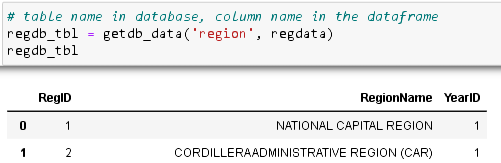 # table name in database, column name in the dataframe
regdb_tbl = getdb_data('region', regdata)
regdb_tbl
RegID RegionName YearID
0 1 NATIONAL CAPITAL REGION 1
1 2 CORDILLERAADMINISTRATIVE REGION (CAR) 1